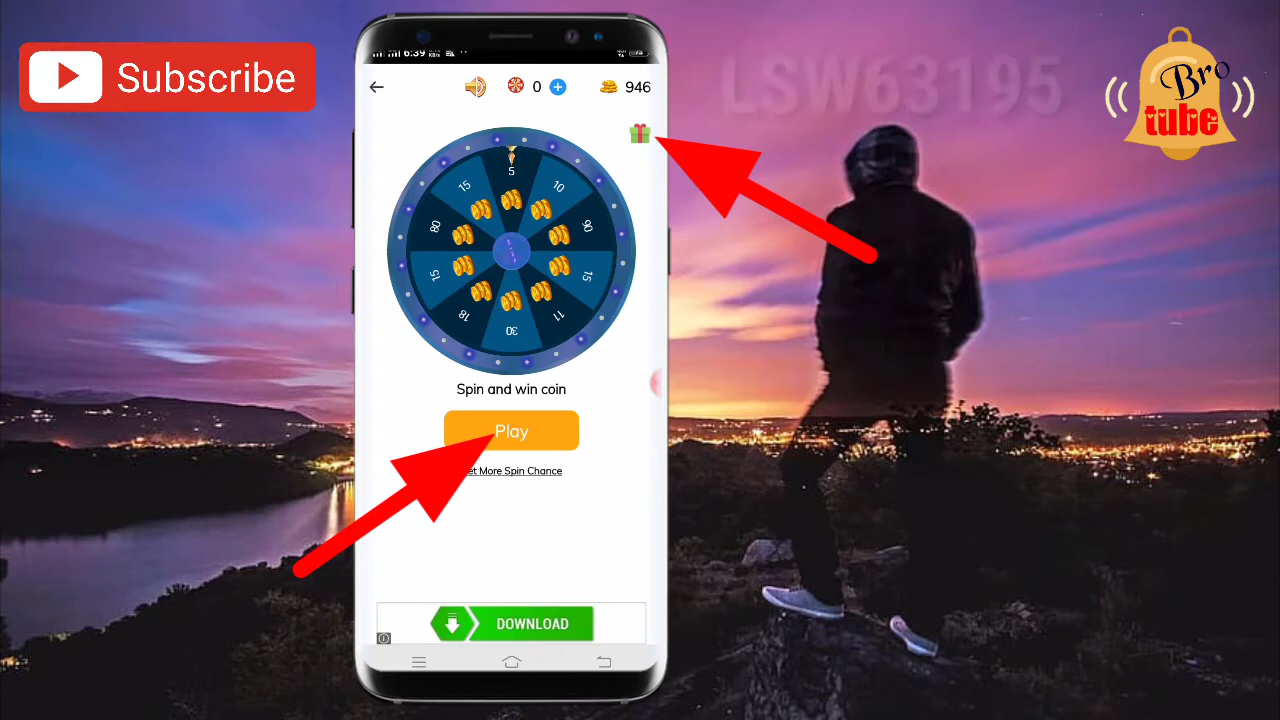 Subscribe
LSW63195
Bro
tube
6:39
0
946
5
10
90
15
11
30
18
15
80
15
Spin and win coin
Play
et More Spin Chance
DOWNLOAD